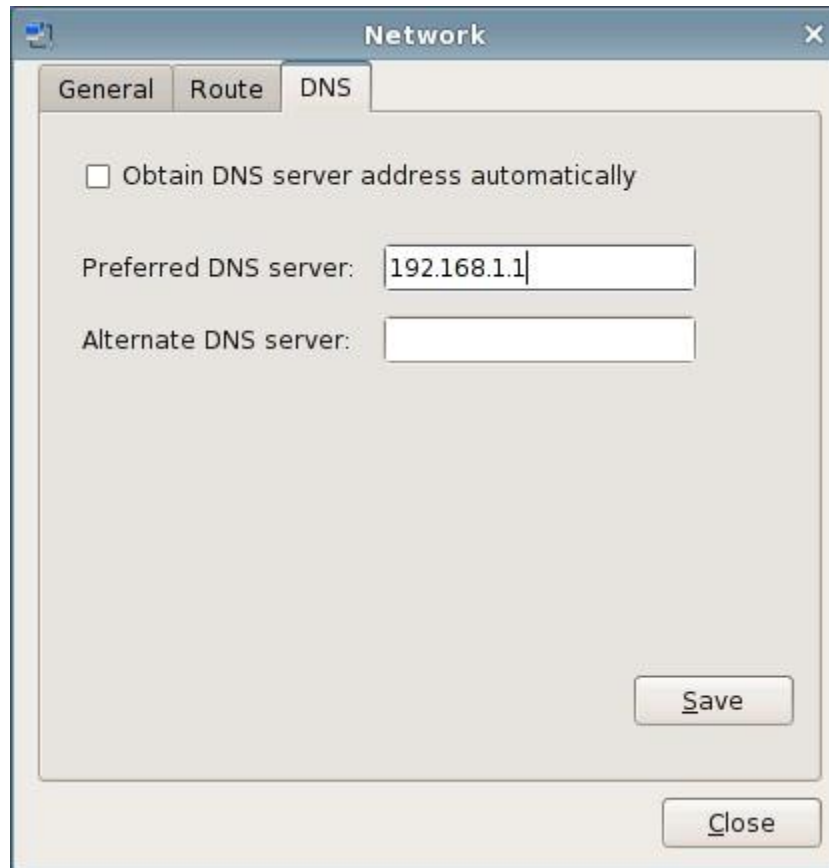 Network
General Route DNS
Obtain DNS server address automatically
Preferred DNS server: 192.168.1.1
Alternate DNS server:
Save
Close